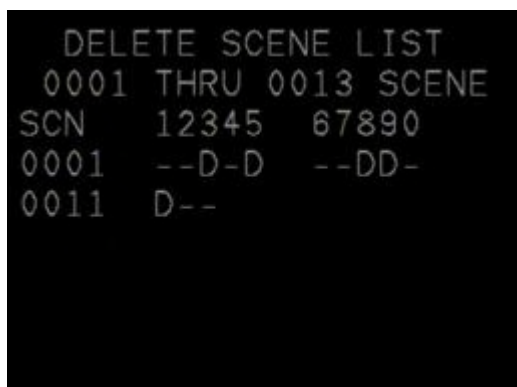 DELETE SCENE LIST
0001 THRU 0013 SCENE
SCN 12345 67890
0001 --D-D --DD-
0011 D--